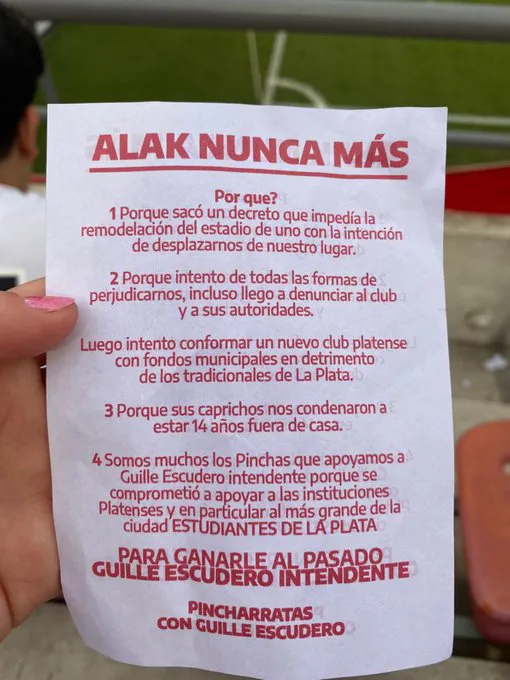 ALAK NUNCA MÁS
Por que?
1 Porque sacó un decreto que impedía la
remodelación del estadio de uno con la intención
de desplazarnos de nuestro lugar.
2 Porque intento de todas las formas de
perjudicarnos, incluso llego a denunciar al club
y a sus autoridades.
Luego intento conformar un nuevo club platense
con fondos municipales en detrimento
de los tradicionales de La Plata.
3 Porque sus caprichos nos condenaron a
estar 14 años fuera de casa.
4 Somos muchos los Pinchas que apoyamos a
Guille Escudero intendente porque se
comprometió a apoyar a las instituciones
Platenses y en particular al más grande de la
ciudad ESTUDIANTES DE LA PLATA
PARA GANARLE AL PASADO
GUILLE ESCUDERO INTENDENTE
PINCHARRATAS
CON GUILLE ESCUDERO